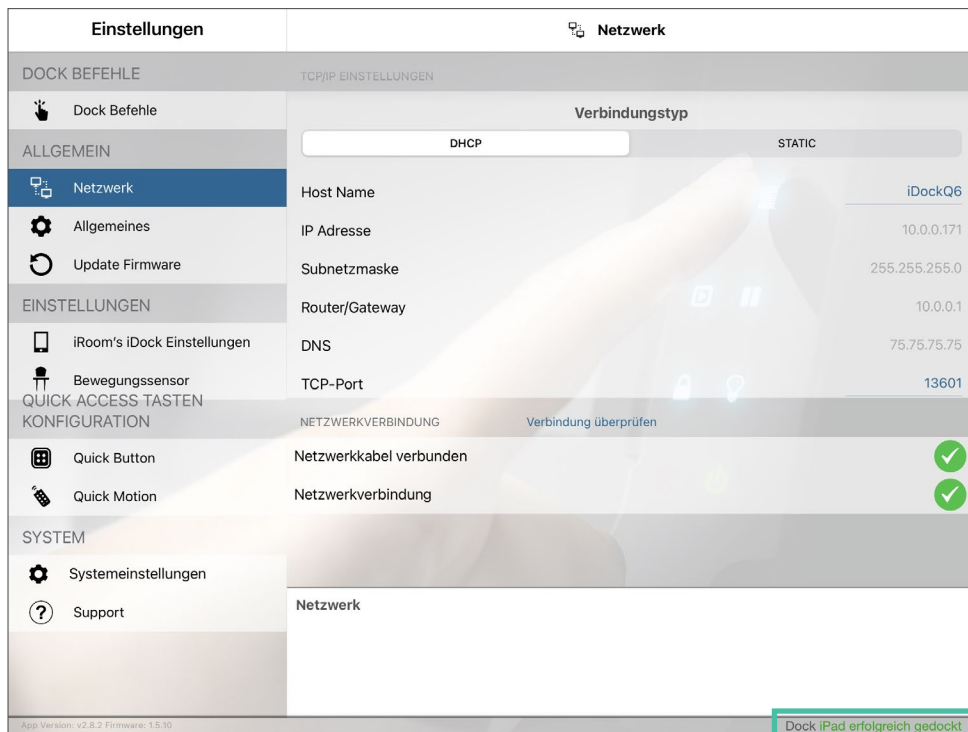 Einstellungen
Netzwerk
DOCK BEFEHLE
Dock Befehle
ALLGEMEIN
Netzwerk
Allgemeines
Update Firmware
EINSTELLUNGEN
iRoom's iDock Einstellungen
Bewegungssensor
QUICK ACCESS TASTEN
KONFIGURATION
Quick Button
Quick Motion
SYSTEM
Systemeinstellungen
Support
TCP/IP EINSTELLUNGEN
Verbindungstyp
DHCP STATIC
Host Name iDockQ6
IP Adresse 10.0.0.171
Subnetzmaske 255.255.255.0
Router/Gateway 10.0.0.1
DNS 75.75.75.75
TCP-Port 13601
NETZWERKVERBINDUNG Verbindung überprüfen
Netzwerkkabel verbunden
Netzwerkverbindung
Netzwerk
App Version: v2.8.2 Firmware: 1.5.10
Dock iPad erfolgreich gedockt